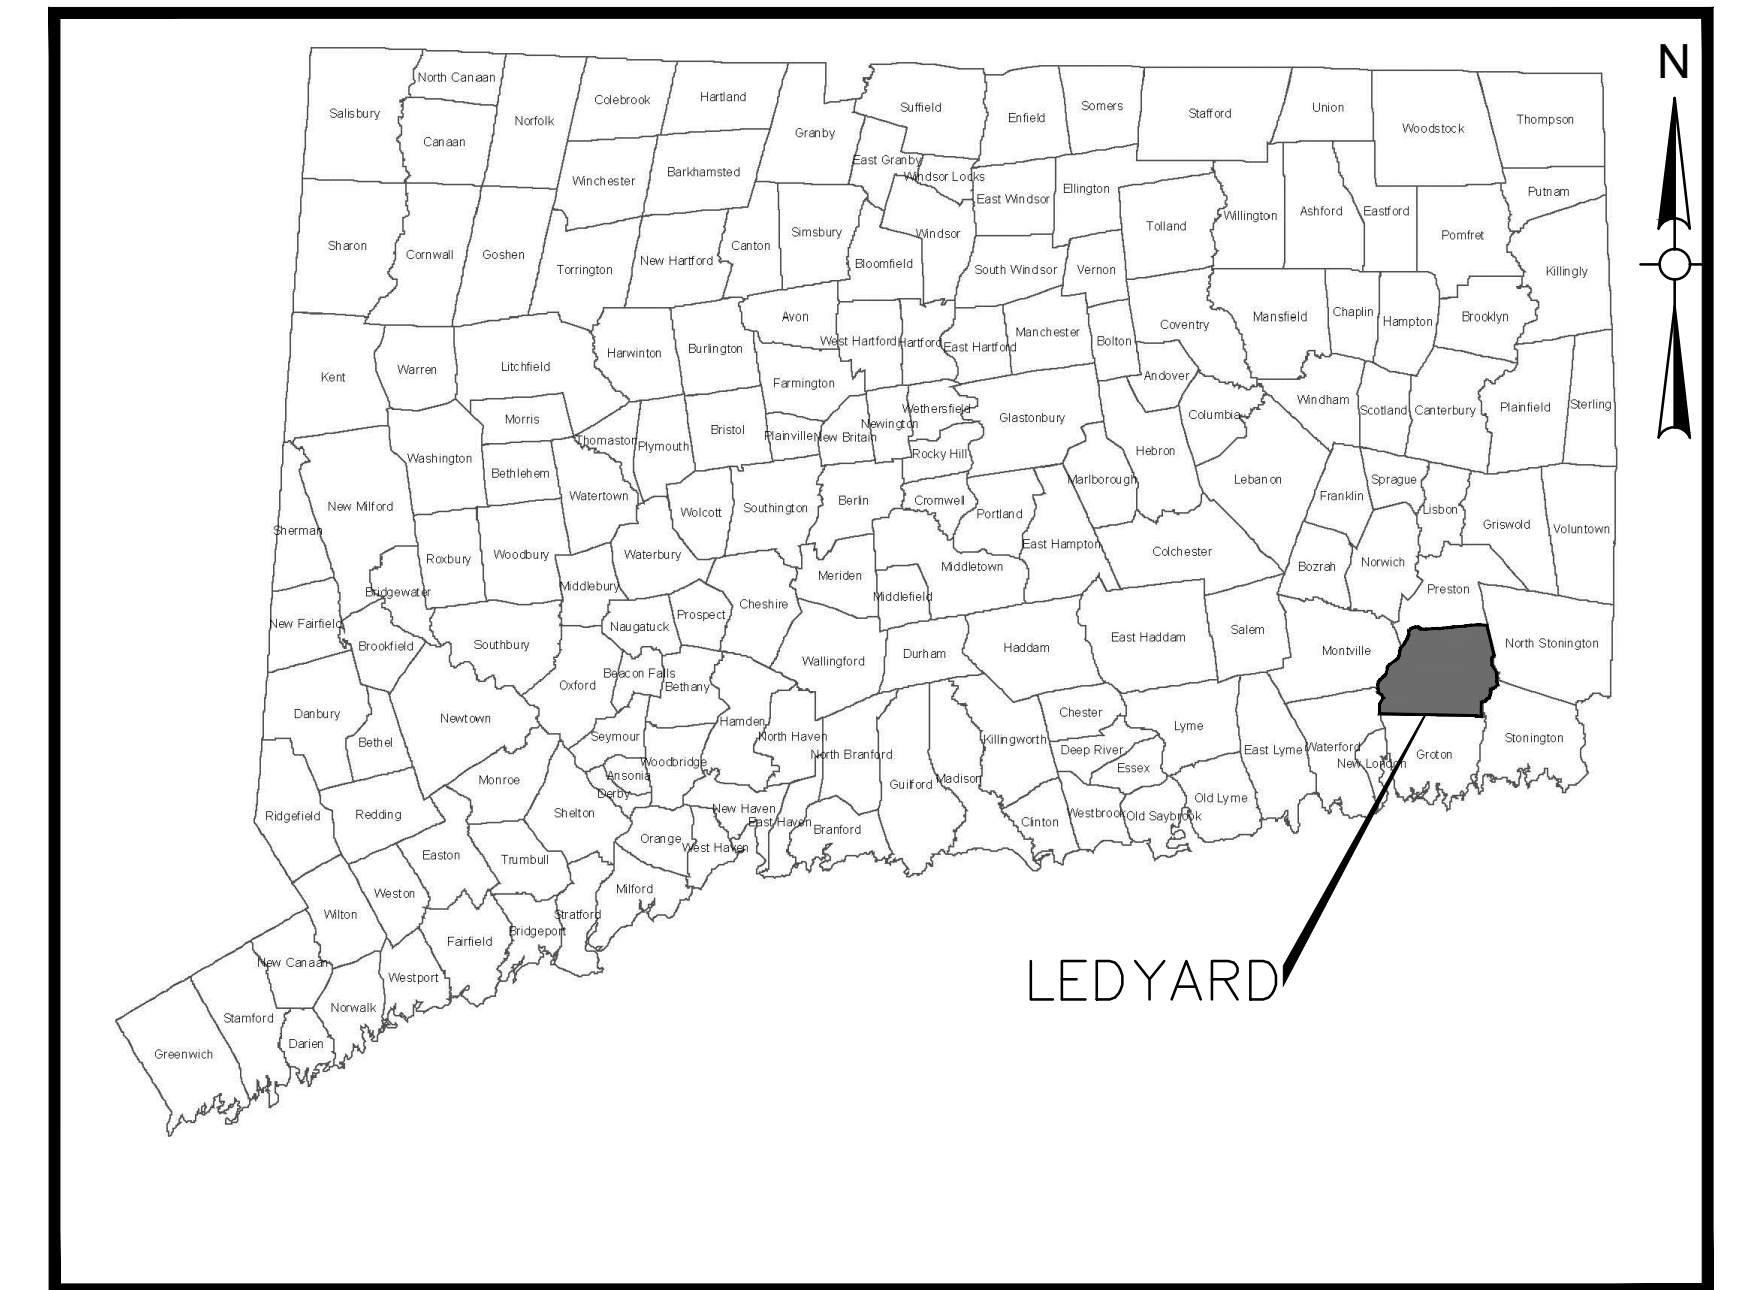 N
North Canaan
Hartland
Colebrook
Suffield
Somers
Union
Salisbury
Norfolk
Enfield
Stafford
Thompson
Granby
Woodstock
Canaan
East Granby
Barkhamsted
Windsor Locks
Winchester
Ellington
Putnam
East Windsor
Willington
Ashford
Eastford
Tolland
Simsbury
Windsor
Pomfret
Sharon
Canton
Cornwall
Goshen
New Hartford
Bloomfield
Torrington
South Windsor
Vernon
Killingly
Avon
Mansfield
Chaplin
Brooklyn
Hampton
Coventry
Manchester
West Hartford
Hartford
East Hartford
Bolton
Harwinton
Burlington
Litchfield
Warren
Kent
Farmington
Andover
Windham
Sterling
Plainfield
Scotland
Canterbury
Wethersfield
Columbia
Glastonbury
Morris
Newington
Bristol
Plainville
New Britain
Thomaston
Plymouth
Hebron
Rocky Hill
Washington
Bethlehem
Marlborough
Lebanon
Sprague
Franklin
Watertown
Berlin
Cromwell
New Milford
Southington
Wolcott
Portland
Lisbon
Griswold
Voluntown
Sherman
East Hampton
Colchester
Woodbury
Waterbury
Roxbury
Norwich
Bozrah
Middletown
Meriden
Middlebury
Preston
Bridgewater
Middlefield
Cheshire
Prospect
New Fairfield
Naugatuck
Salem
East Haddam
Southbury
Brookfield
Haddam
Montville
North Stonington
Durham
Wallingford
Beacon Falls
Oxford
Bethany
Danbury
Chester
Newtown
Hamden
Lyme
Seymour
North Haven
Killingworth
Stonington
Bethel
Deep River
East Lyme
Waterford
North Branford
Groton
Woodbridge
New London
Essex
Ansonia
Monroe
Madison
Guilford
Derby
Old Lyme
New Haven
Shelton
Redding
Ridgefield
Westbrook
Old Saybrook
Clinton
East Haven
Branford
Orange
West Haven
Easton
Trumbull
Milford
Weston
Wilton
Stratford
Bridgeport
Fairfield
New Canaan
Westport
LEDYARD
Norwalk
Stamford
Darien
Greenwich